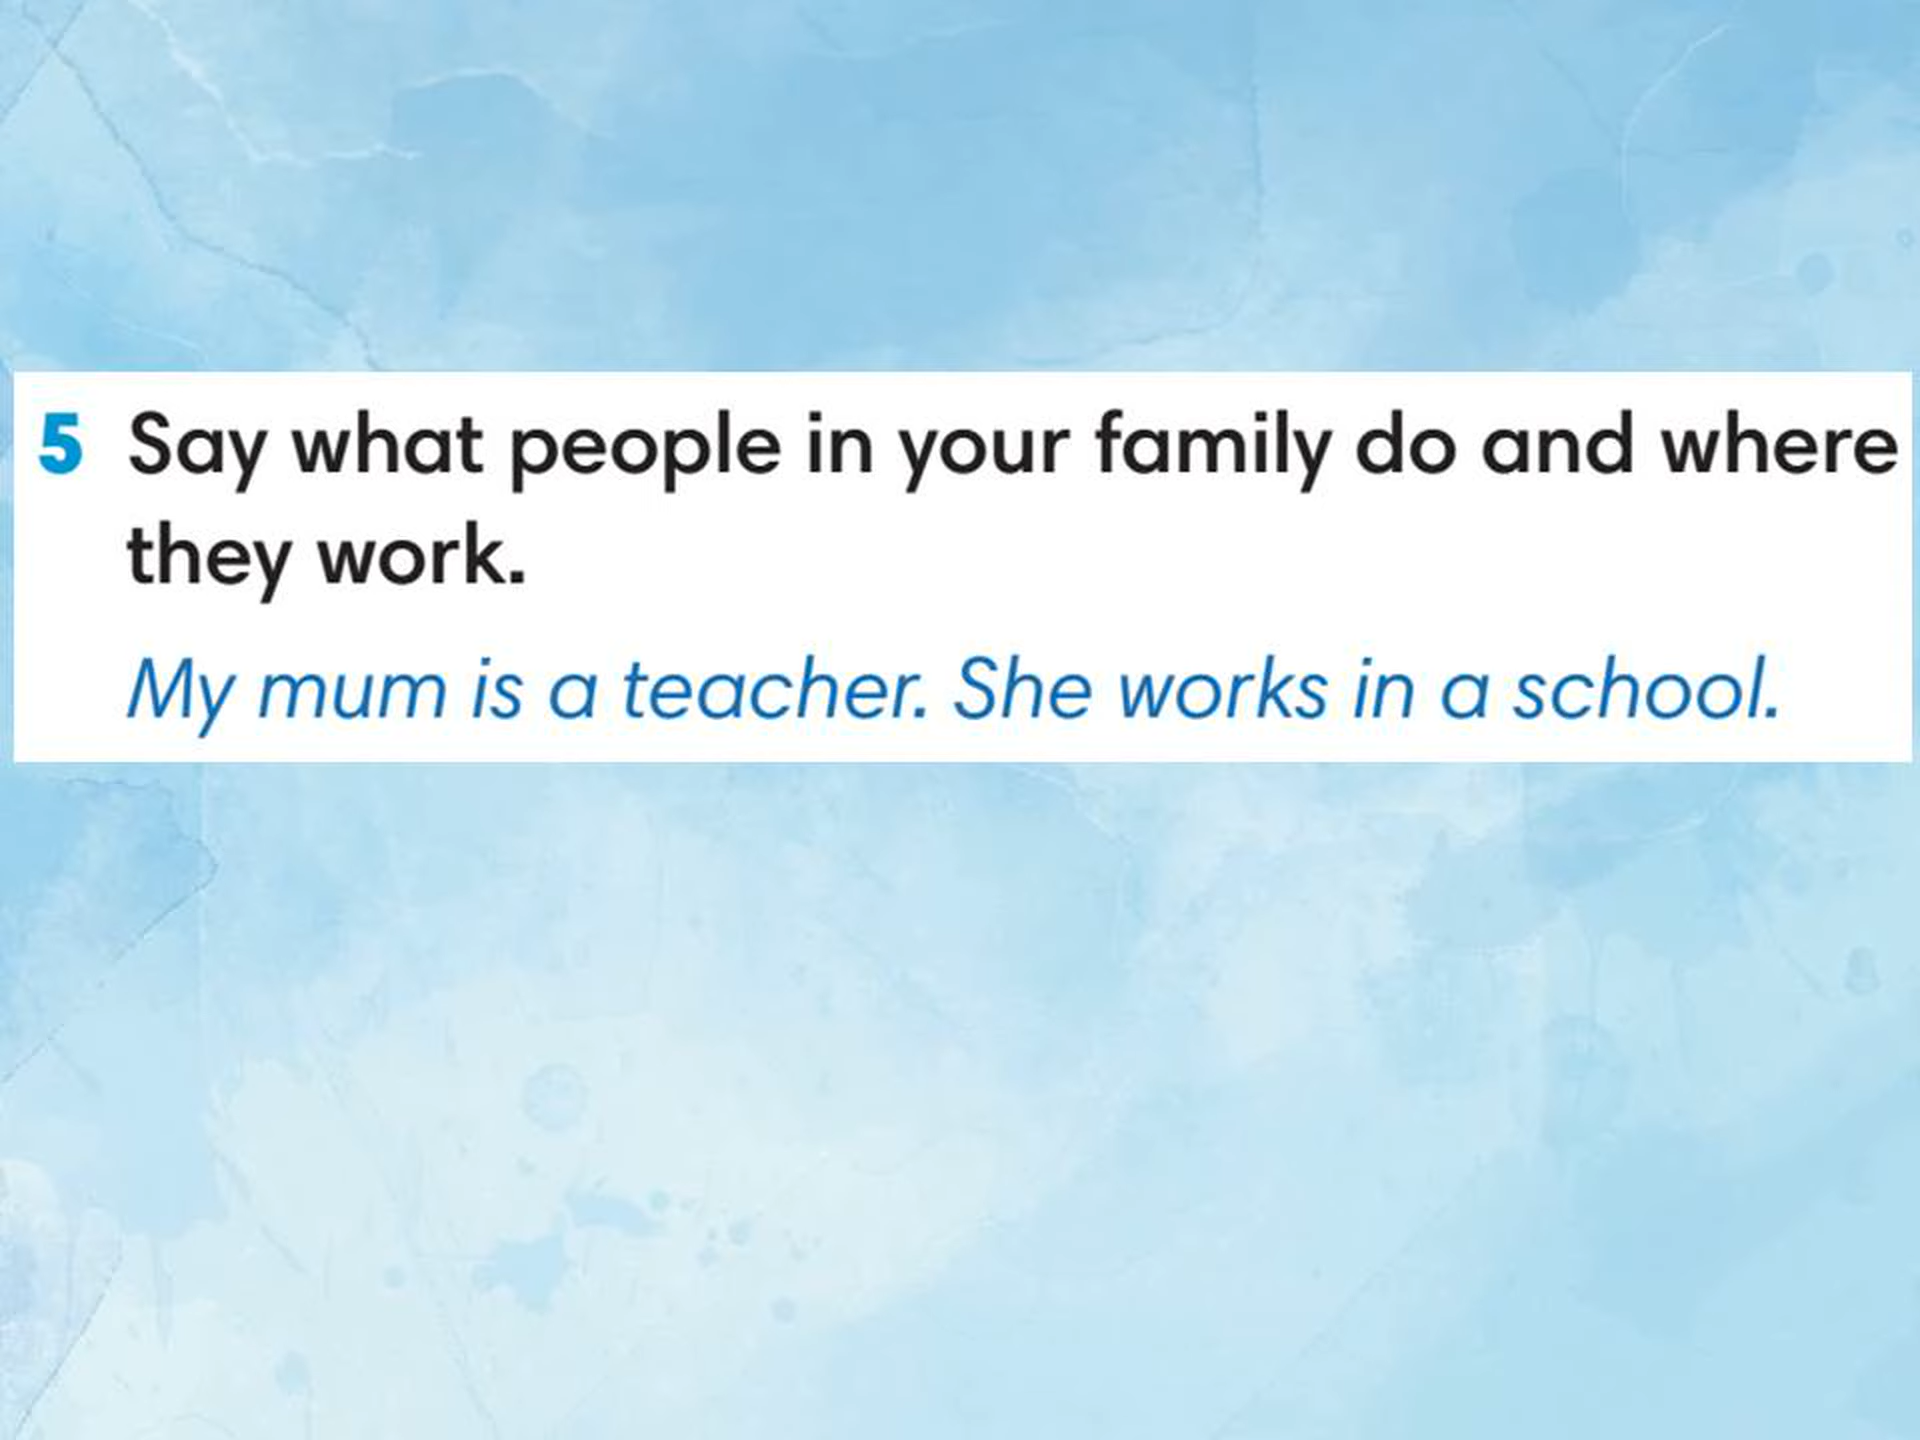 5 Say what people in your family do and where
they work.
My mum is a teacher. She works in a school.